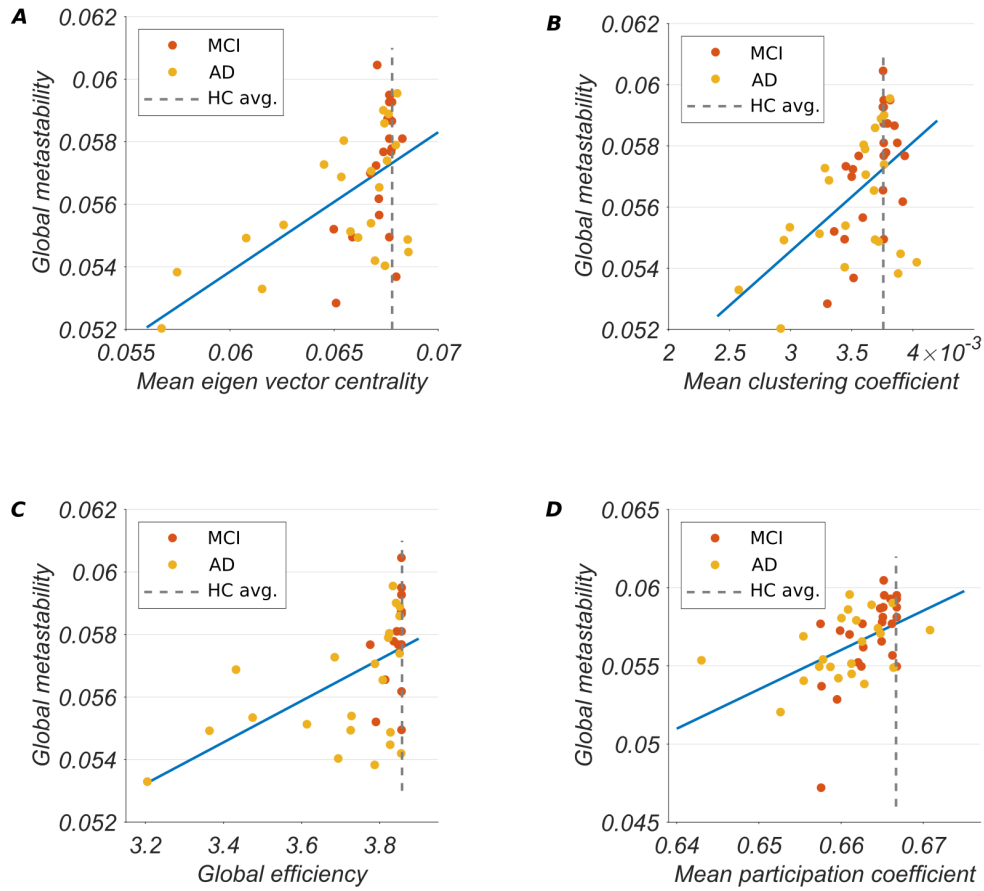 A
0.062
0.06
0.058
0.056
0.054
0.052
Global metastability
MCI
AD
HC avg.
0.055
0.06
0.065
0.07
Mean eigen vector centrality
B
0.062
0.06
0.058
0.056
0.054
0.052
Global metastability
MCI
AD
HC avg.
2
2.5
3
3.5
4×10⁻³
Mean clustering coefficient
C
0.062
0.06
0.058
0.056
0.054
0.052
Global metastability
MCI
AD
HC avg.
3.2
3.4
3.6
3.8
Global efficiency
D
0.065
0.06
0.055
0.05
0.045
Global metastability
MCI
AD
HC avg.
0.64
0.65
0.66
0.67
Mean participation coefficient